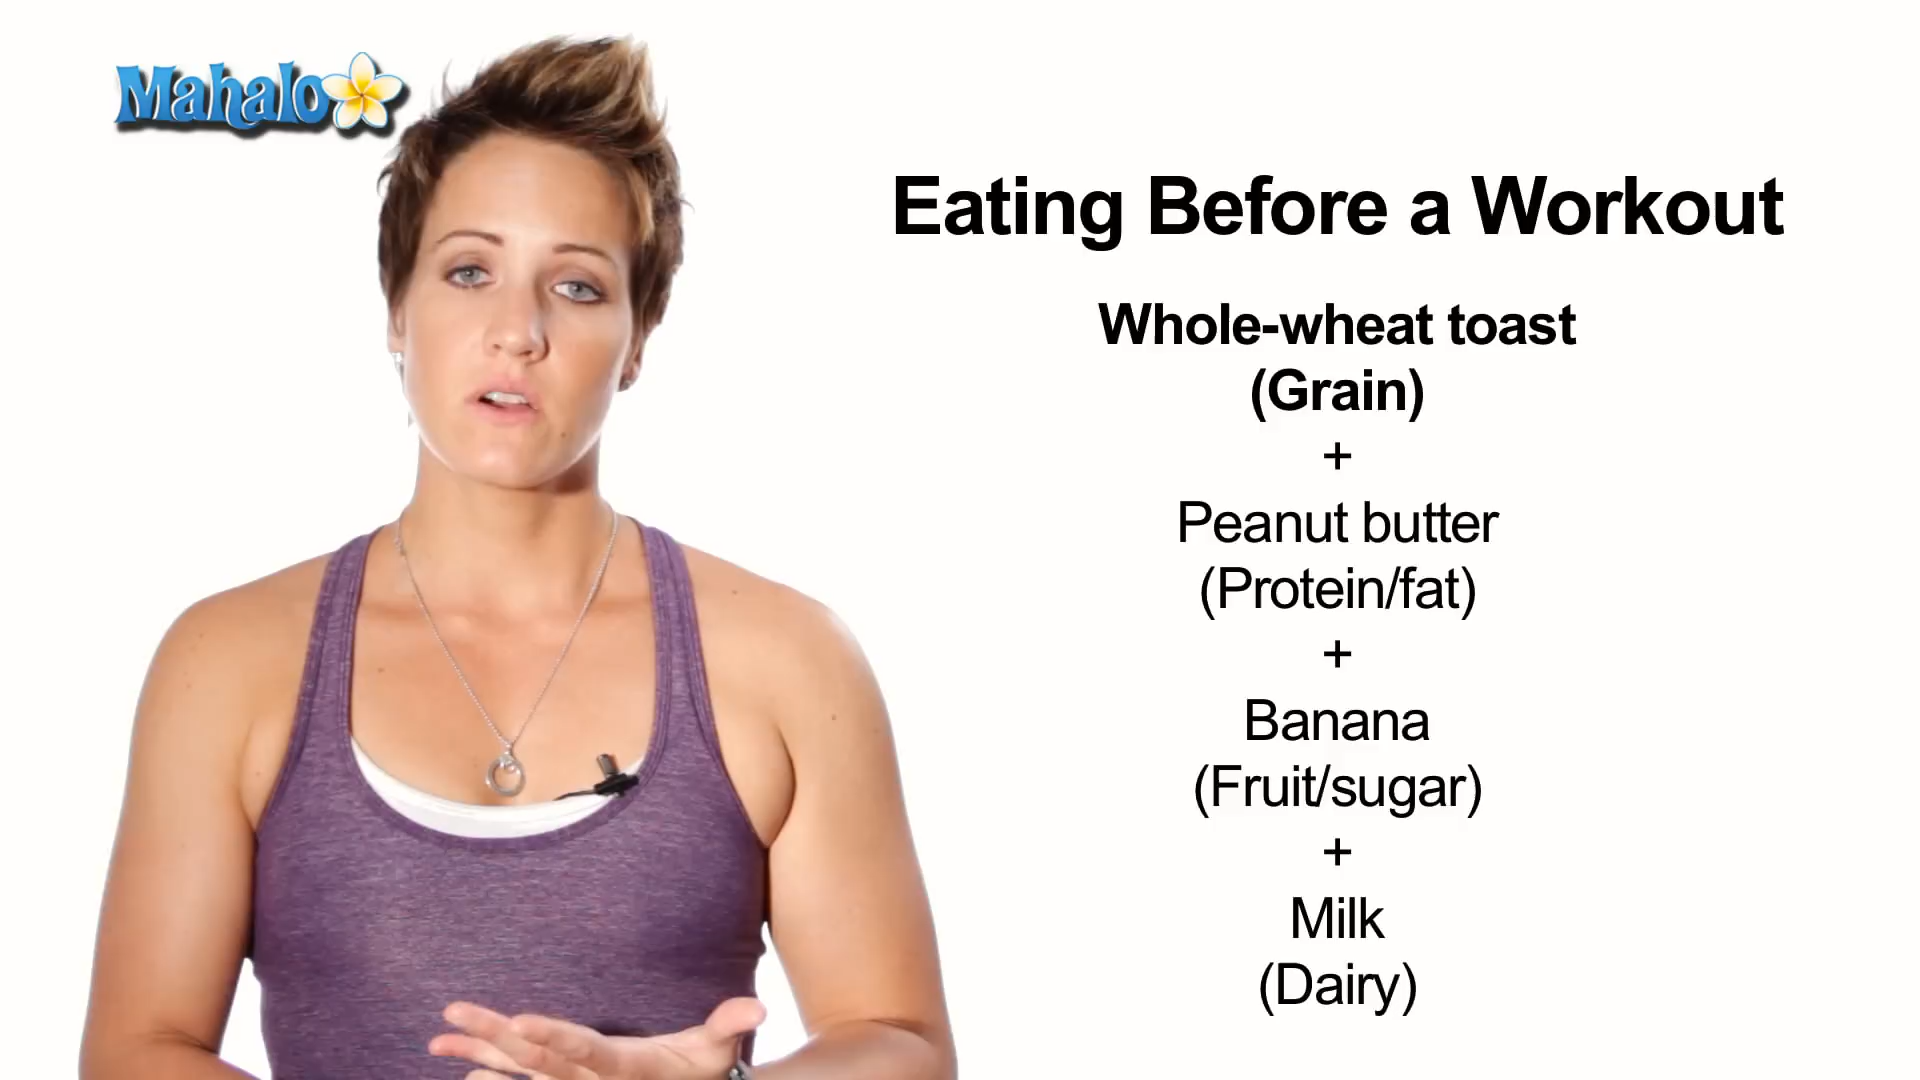 Mahalo
Eating Before a Workout
Whole-wheat toast
(Grain)
+
Peanut butter
(Protein/fat)
+
Banana
(Fruit/sugar)
+
Milk
(Dairy)